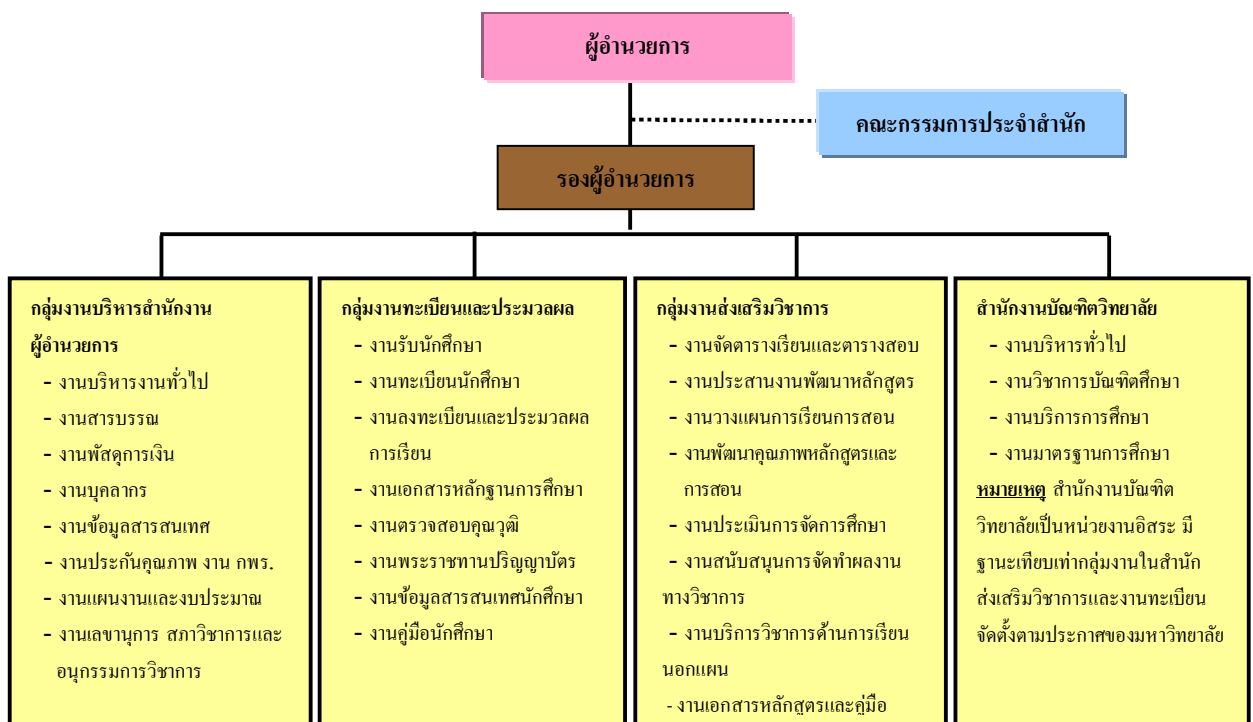 ผู้อำนวยการ
คณะกรรมการประจำสำนัก
รองผู้อำนวยการ
กลุ่มงานบริหารสำนักงาน
ผู้อำนวยการ
- งานบริหารงานทั่วไป
- งานสารบรรณ
- งานพัสดุการเงิน
- งานบุคลากร
- งานข้อมูลสารสนเทศ
- งานประกันคุณภาพ งาน กพร.
- งานแผนงานและงบประมาณ
- งานเลขานุการ สภาวิชาการและ
อนุกรรมการวิชาการ
กลุ่มงานทะเบียนและประมวลผล
- งานรับนักศึกษา
- งานทะเบียนนักศึกษา
- งานลงทะเบียนและประมวลผล
การเรียน
- งานเอกสารหลักฐานการศึกษา
- งานตรวจสอบคุณวุฒิ
- งานพระราชทานปริญญาบัตร
- งานข้อมูลสารสนเทศนักศึกษา
- งานคู่มือนักศึกษา
กลุ่มงานส่งเสริมวิชาการ
- งานจัดตารางเรียนและตารางสอบ
- งานประสานงานพัฒนาหลักสูตร
- งานวางแผนการเรียนการสอน
- งานพัฒนาคุณภาพหลักสูตรและ
การสอน
- งานประเมินการจัดการศึกษา
- งานสนับสนุนการจัดทำผลงาน
ทางวิชาการ
- งานบริการวิชาการด้านการเรียน
นอกแผน
- งานเอกสารหลักสูตรและคู่มือ
สำนักงานบัณฑิตวิทยาลัย
- งานบริหารทั่วไป
- งานวิชาการบัณฑิตศึกษา
- งานบริการการศึกษา
- งานมาตรฐานการศึกษา
หมายเหตุ สำนักงานบัณฑิต
วิทยาลัยเป็นหน่วยงานอิสระ มี
ฐานะเทียบเท่ากลุ่มงานในสำนัก
ส่งเสริมวิชาการและงานทะเบียน
จัดตั้งตามประกาศของมหาวิทยาลัย